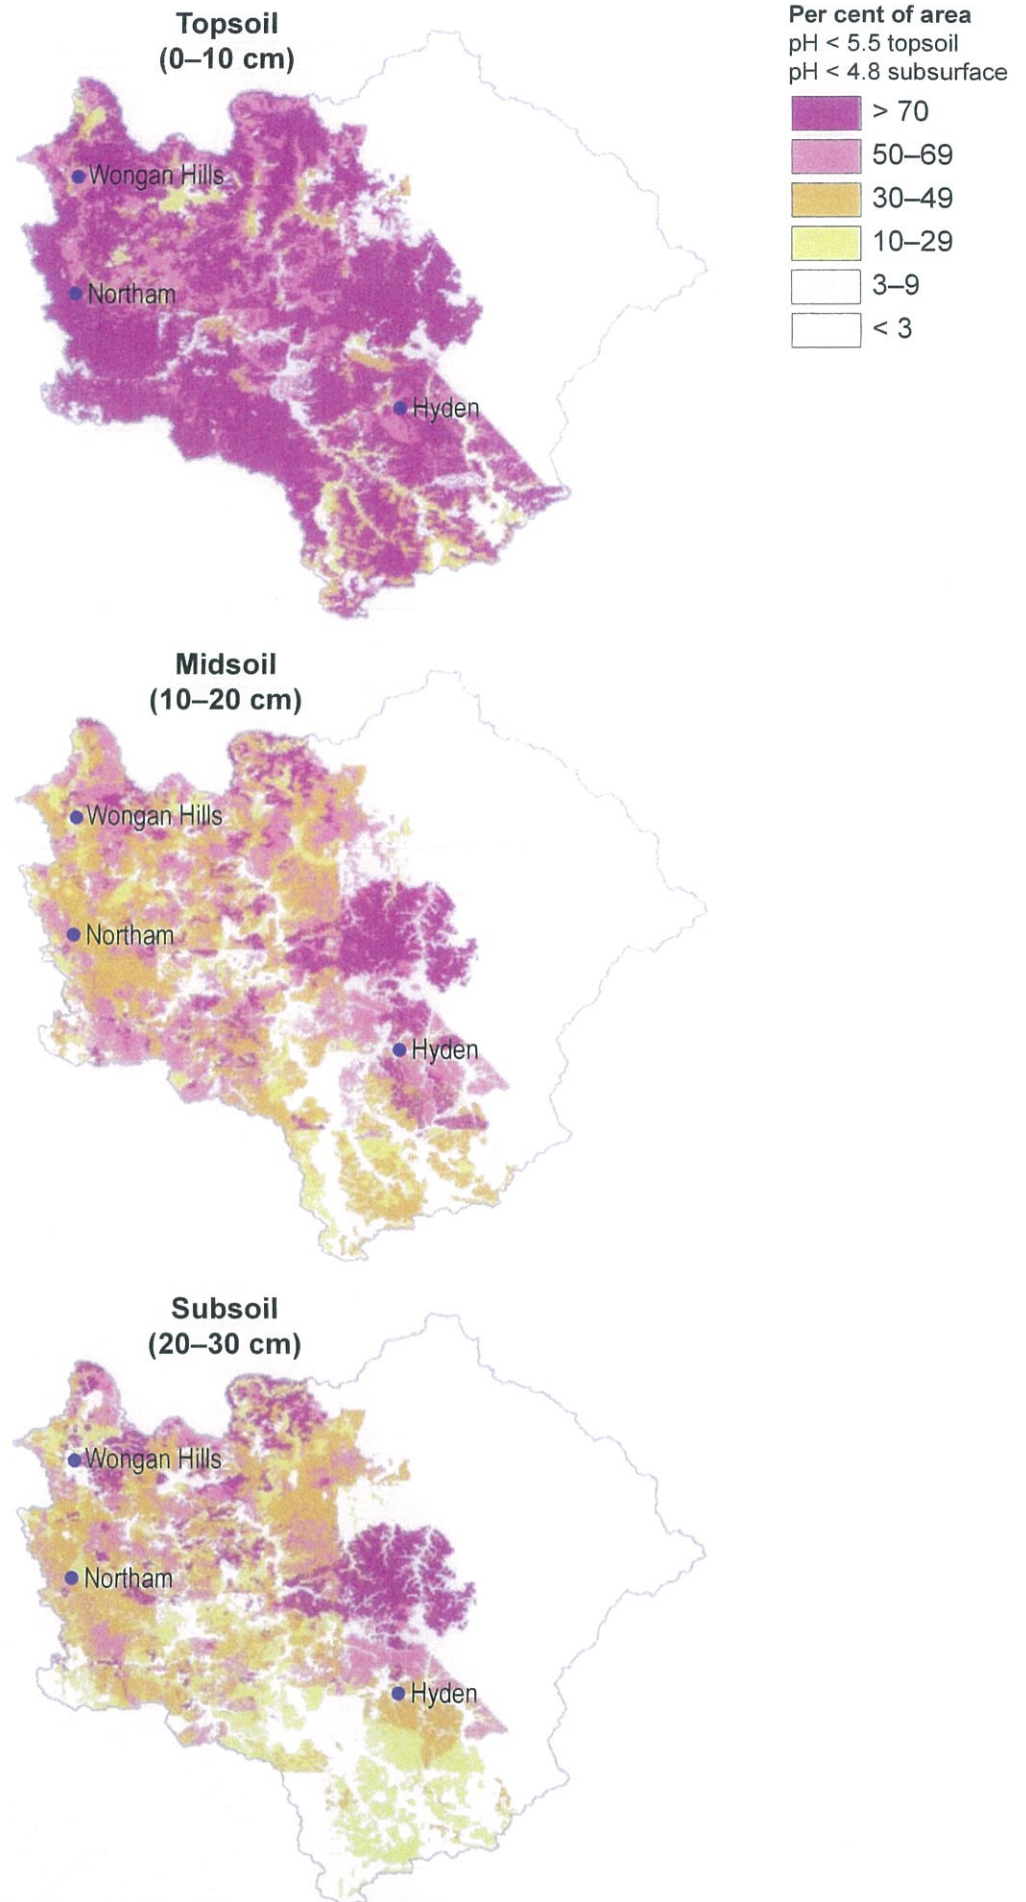 Topsoil
(0–10 cm)
Per cent of area
pH < 5.5 topsoil
pH < 4.8 subsurface
> 70
50–69
30–49
10–29
3–9
< 3
Wongan Hills
Northam
Hyden
Midsoil
(10–20 cm)
Wongan Hills
Northam
Hyden
Subsoil
(20–30 cm)
Wongan Hills
Northam
Hyden